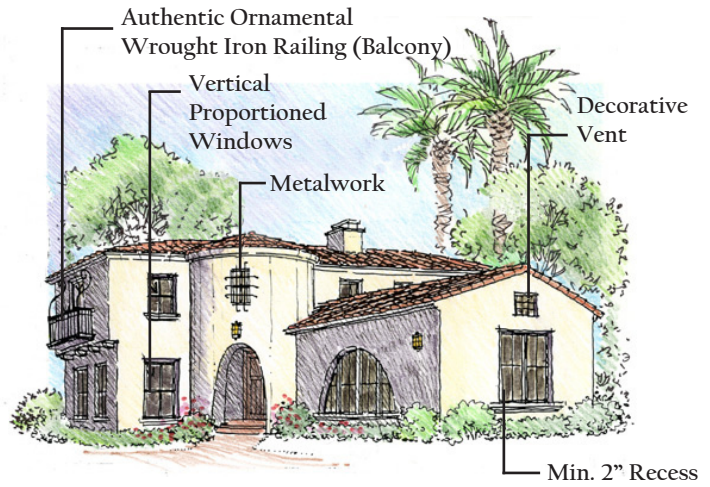 Authentic Ornamental
Wrought Iron Railing (Balcony)
Vertical
Proportioned
Windows
Decorative
Vent
Metalwork
Min. 2” Recess